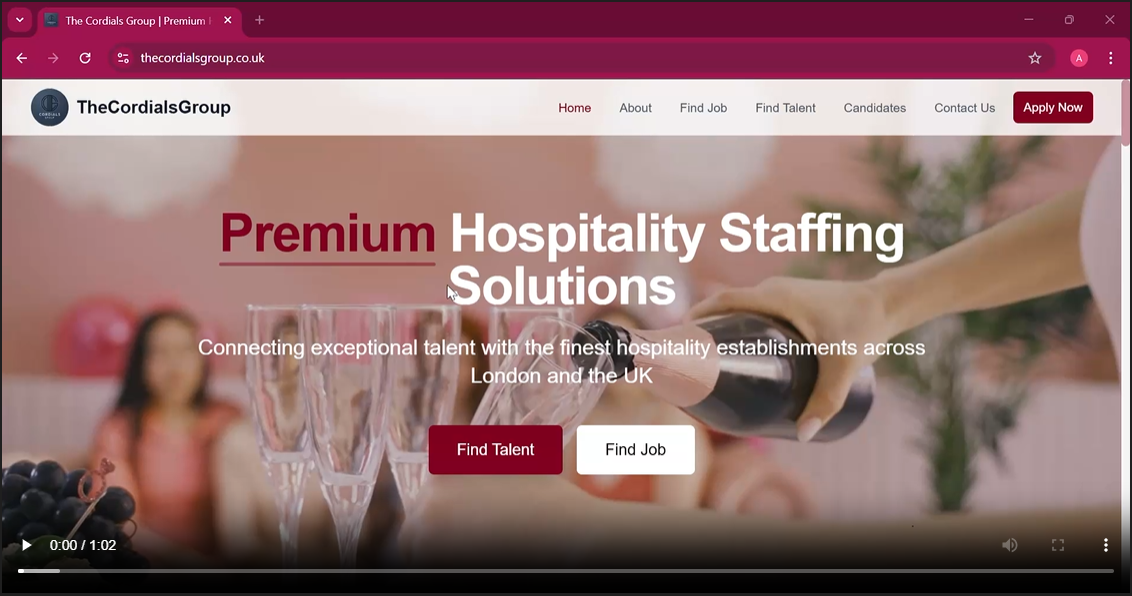 The Cordials Group | Premium
thecordialsgroup.co.uk
A
TheCordialsGroup
Home
About
Find Job
Find Talent
Candidates
Contact Us
Apply Now
Premium Hospitality Staffing
Solutions
Connecting exceptional talent with the finest hospitality establishments across
London and the UK
Find Talent
Find Job
0:00 / 1:02